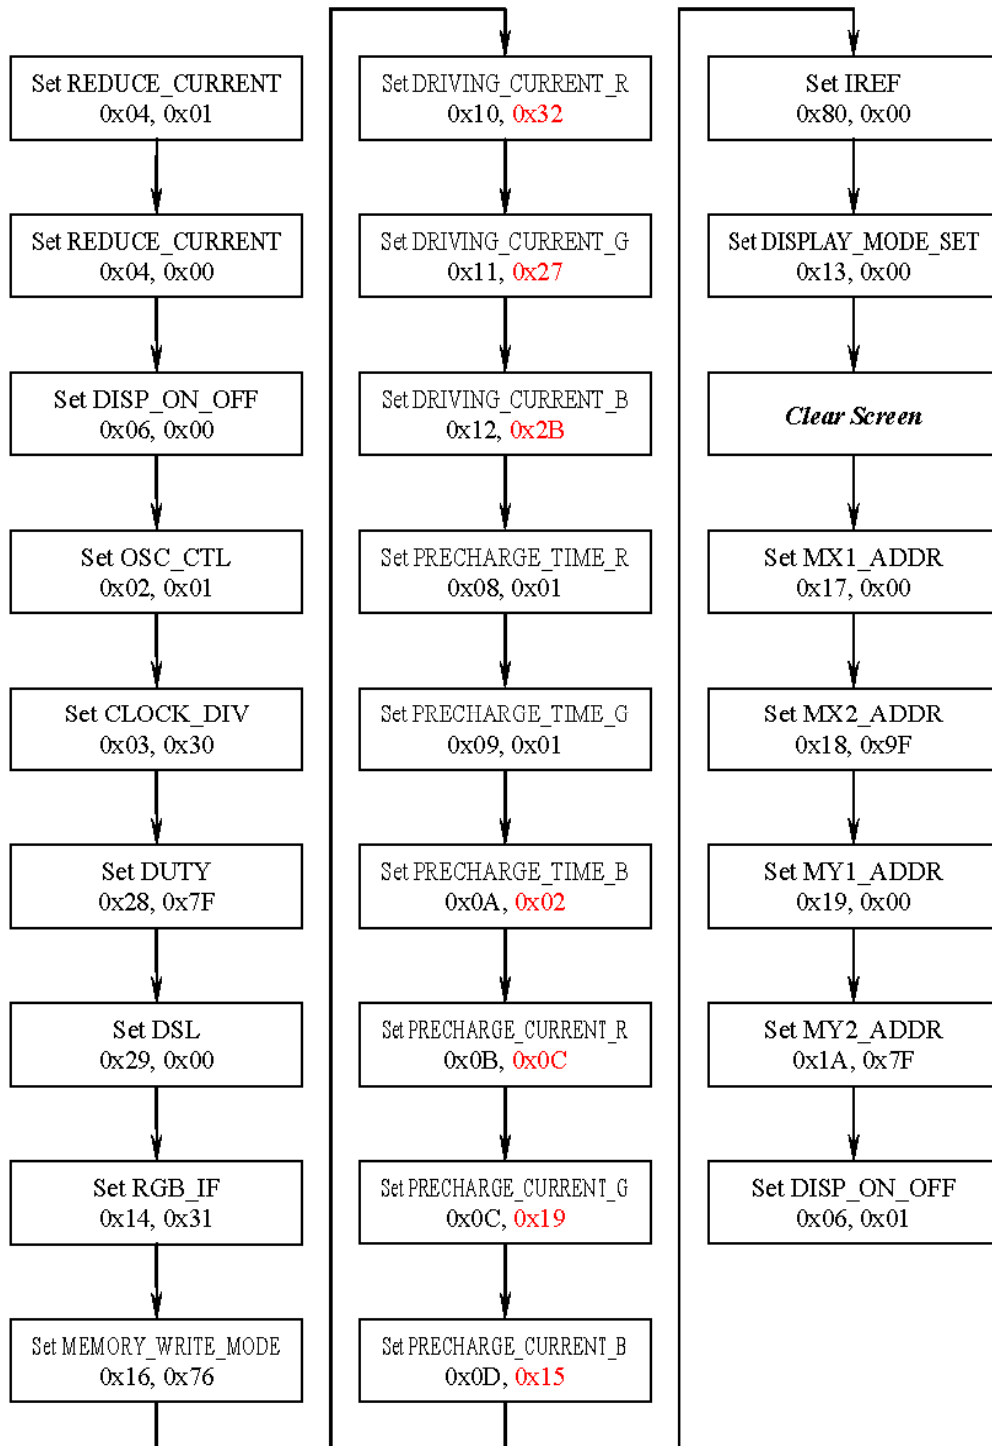 Set REDUCE_CURRENT
0x04, 0x01
Set REDUCE_CURRENT
0x04, 0x00
Set DISP_ON_OFF
0x06, 0x00
Set OSC_CTL
0x02, 0x01
Set CLOCK_DIV
0x03, 0x30
Set DUTY
0x28, 0x7F
Set DSL
0x29, 0x00
Set RGB_IF
0x14, 0x31
Set MEMORY_WRITE_MODE
0x16, 0x76
Set DRIVING_CURRENT_R
0x10, 0x32
Set DRIVING_CURRENT_G
0x11, 0x27
Set DRIVING_CURRENT_B
0x12, 0x2B
Set PRECHARGE_TIME_R
0x08, 0x01
Set PRECHARGE_TIME_G
0x09, 0x01
Set PRECHARGE_TIME_B
0x0A, 0x02
Set PRECHARGE_CURRENT_R
0x0B, 0x0C
Set PRECHARGE_CURRENT_G
0x0C, 0x19
Set PRECHARGE_CURRENT_B
0x0D, 0x15
Set IREF
0x80, 0x00
Set DISPLAY_MODE_SET
0x13, 0x00
Clear Screen
Set MX1_ADDR
0x17, 0x00
Set MX2_ADDR
0x18, 0x9F
Set MY1_ADDR
0x19, 0x00
Set MY2_ADDR
0x1A, 0x7F
Set DISP_ON_OFF
0x06, 0x01